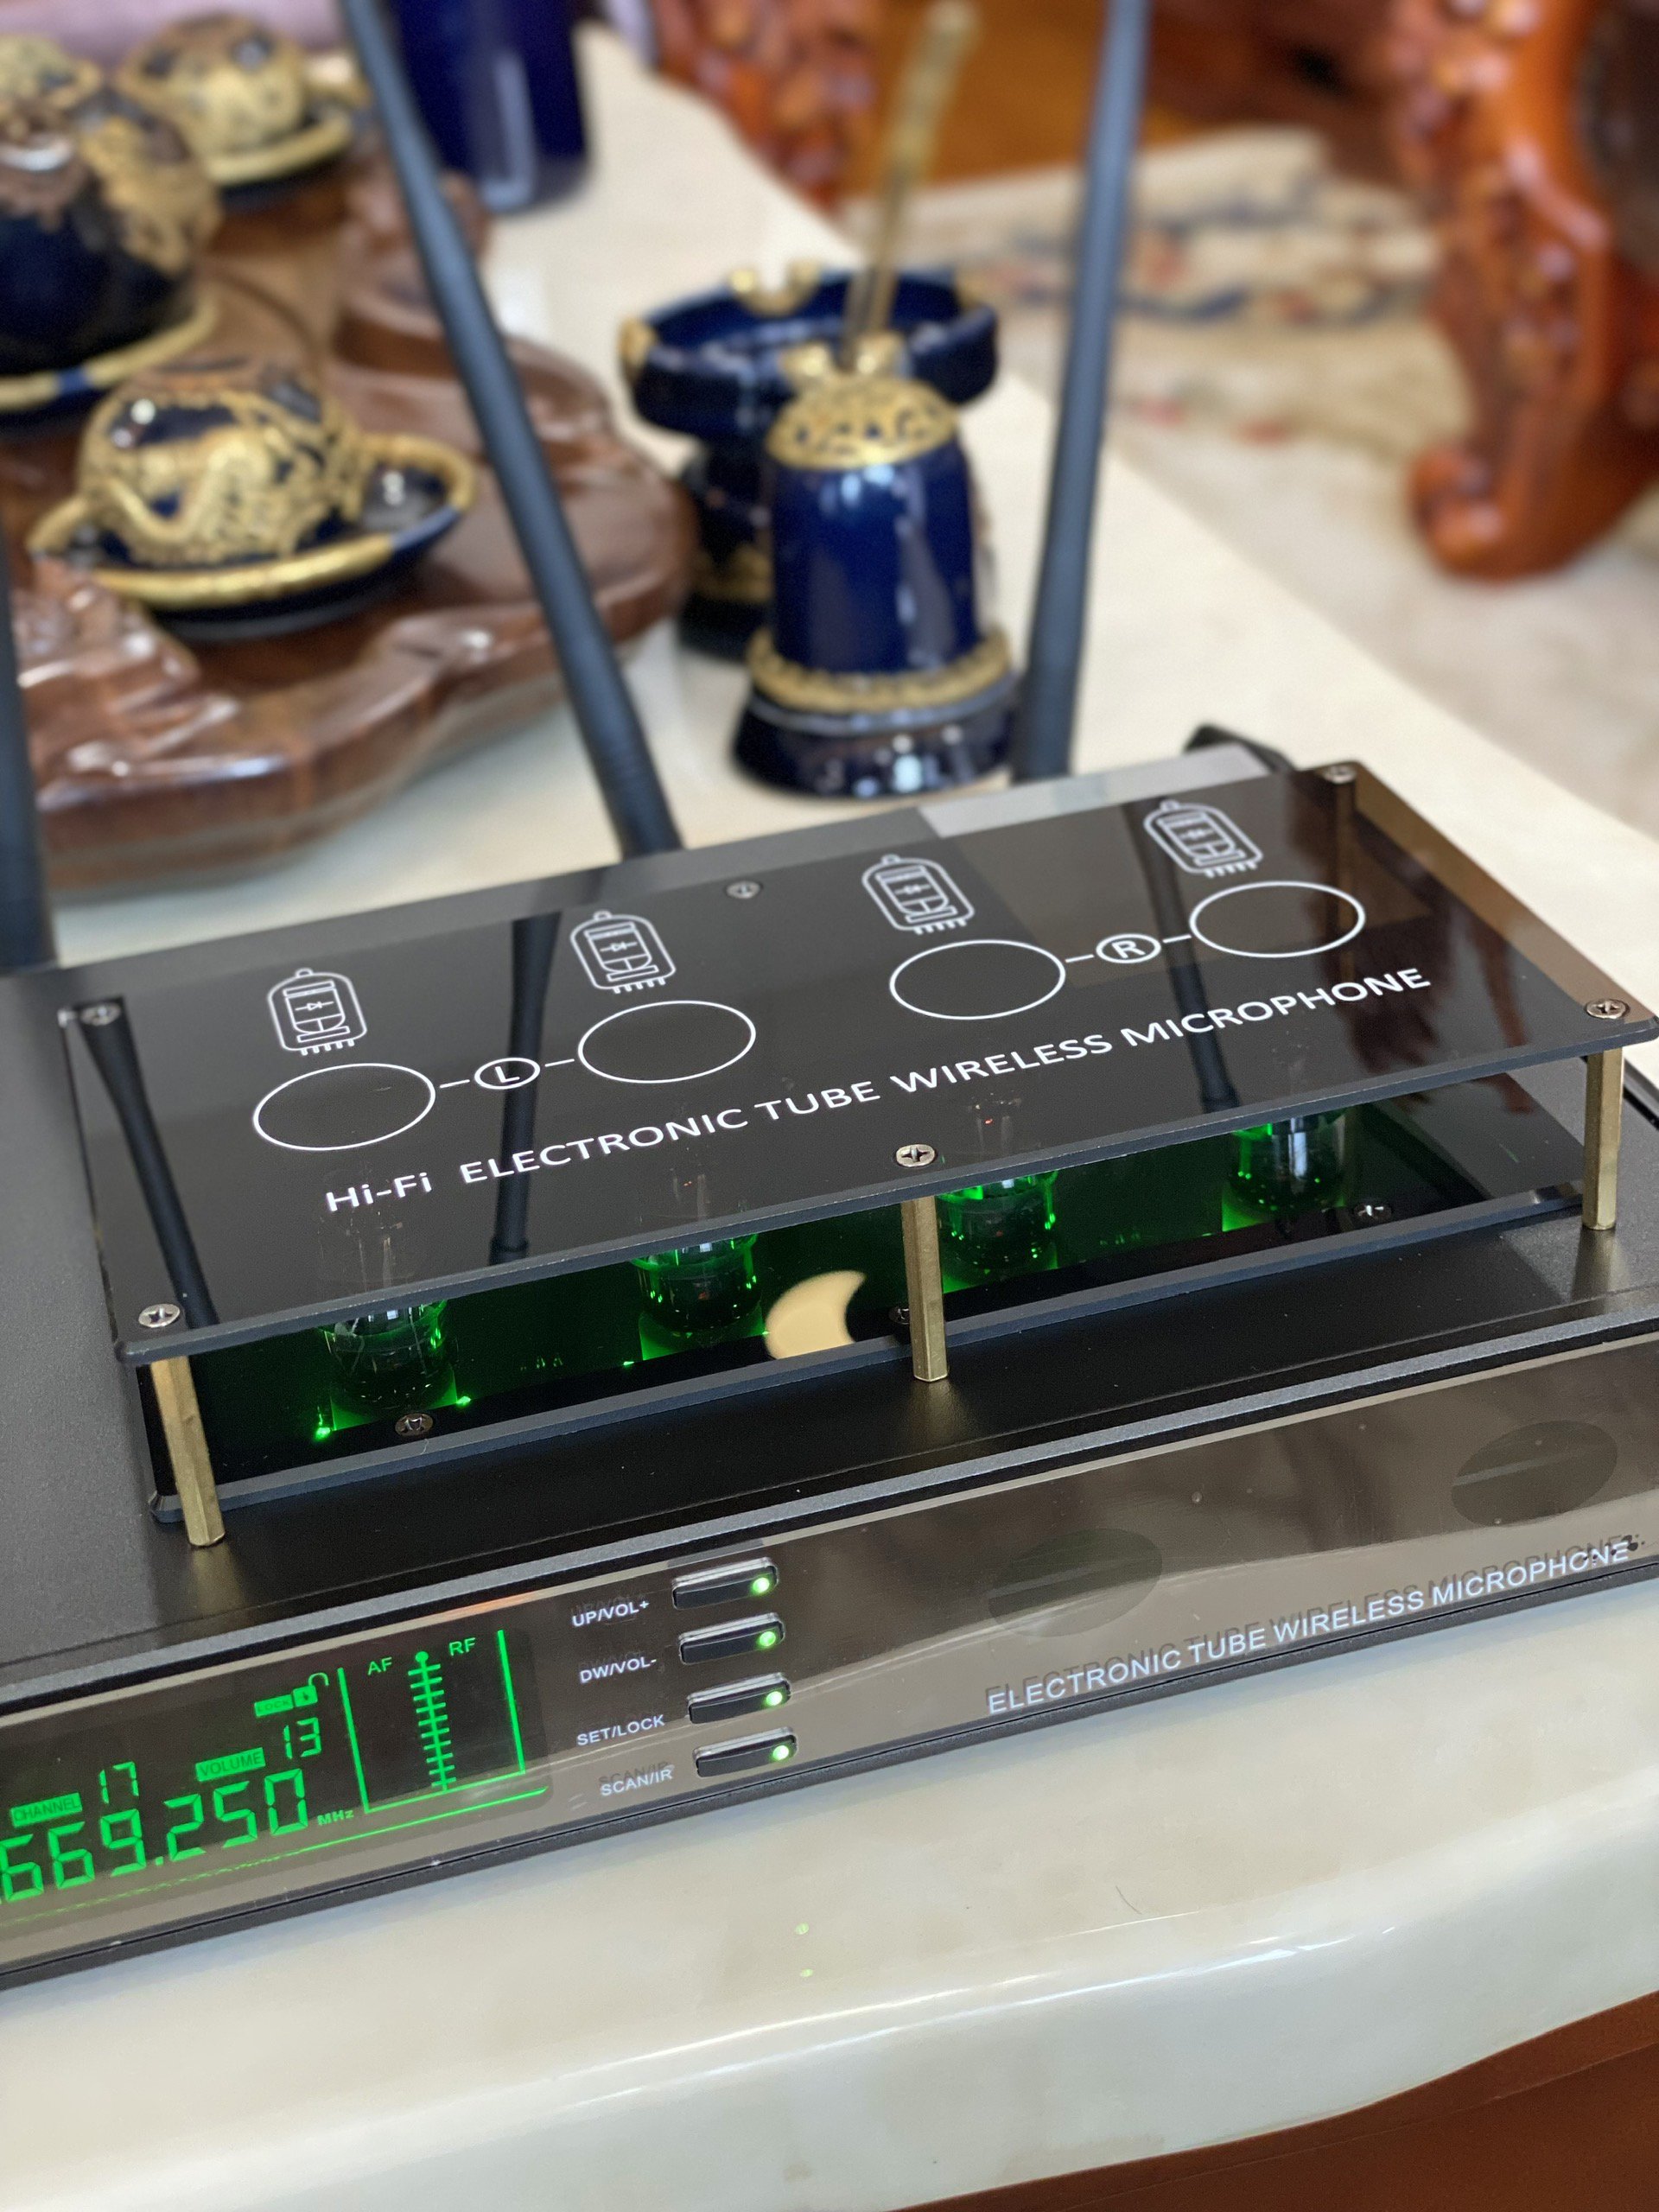 L
R
Hi-Fi ELECTRONIC TUBE WIRELESS MICROPHONE
UP/VOL+
DW/VOL-
SET/LOCK
SCAN/IR
ELECTRONIC TUBE WIRELESS MICROPHONE
LOCK
AF RF
CHANNEL 17 VOLUME 13
669.250 MHz